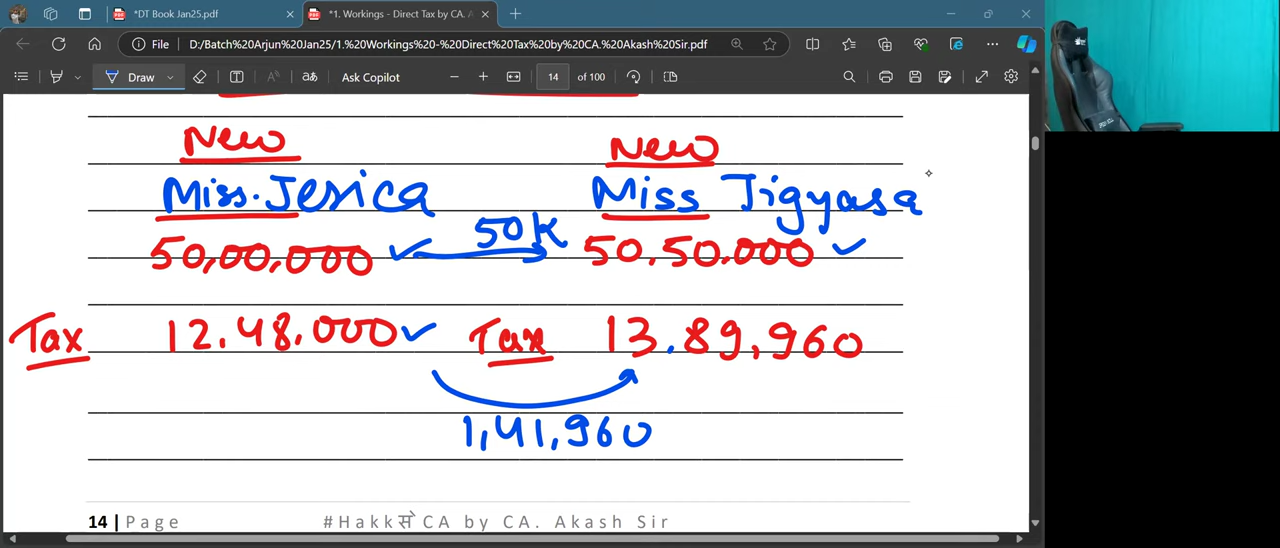 *DT Book Jan25.pdf
*1. Workings - Direct Tax by CA. A
File D:/Batch%20Arjun%20Jan25/1.%20Workings%20-%20Direct%20Tax%20by%20CA.%20Akash%20Sir.pdf
Draw
aあ
Ask Copilot
14 of 100
New New
Miss. Jesica Miss Jigyasa
50K
50,00,000 50.50.000
Tax 12.48.000 Tax 13.89,960
1,41,960
14 | Page #Hakkसे CA by CA. Akash Sir